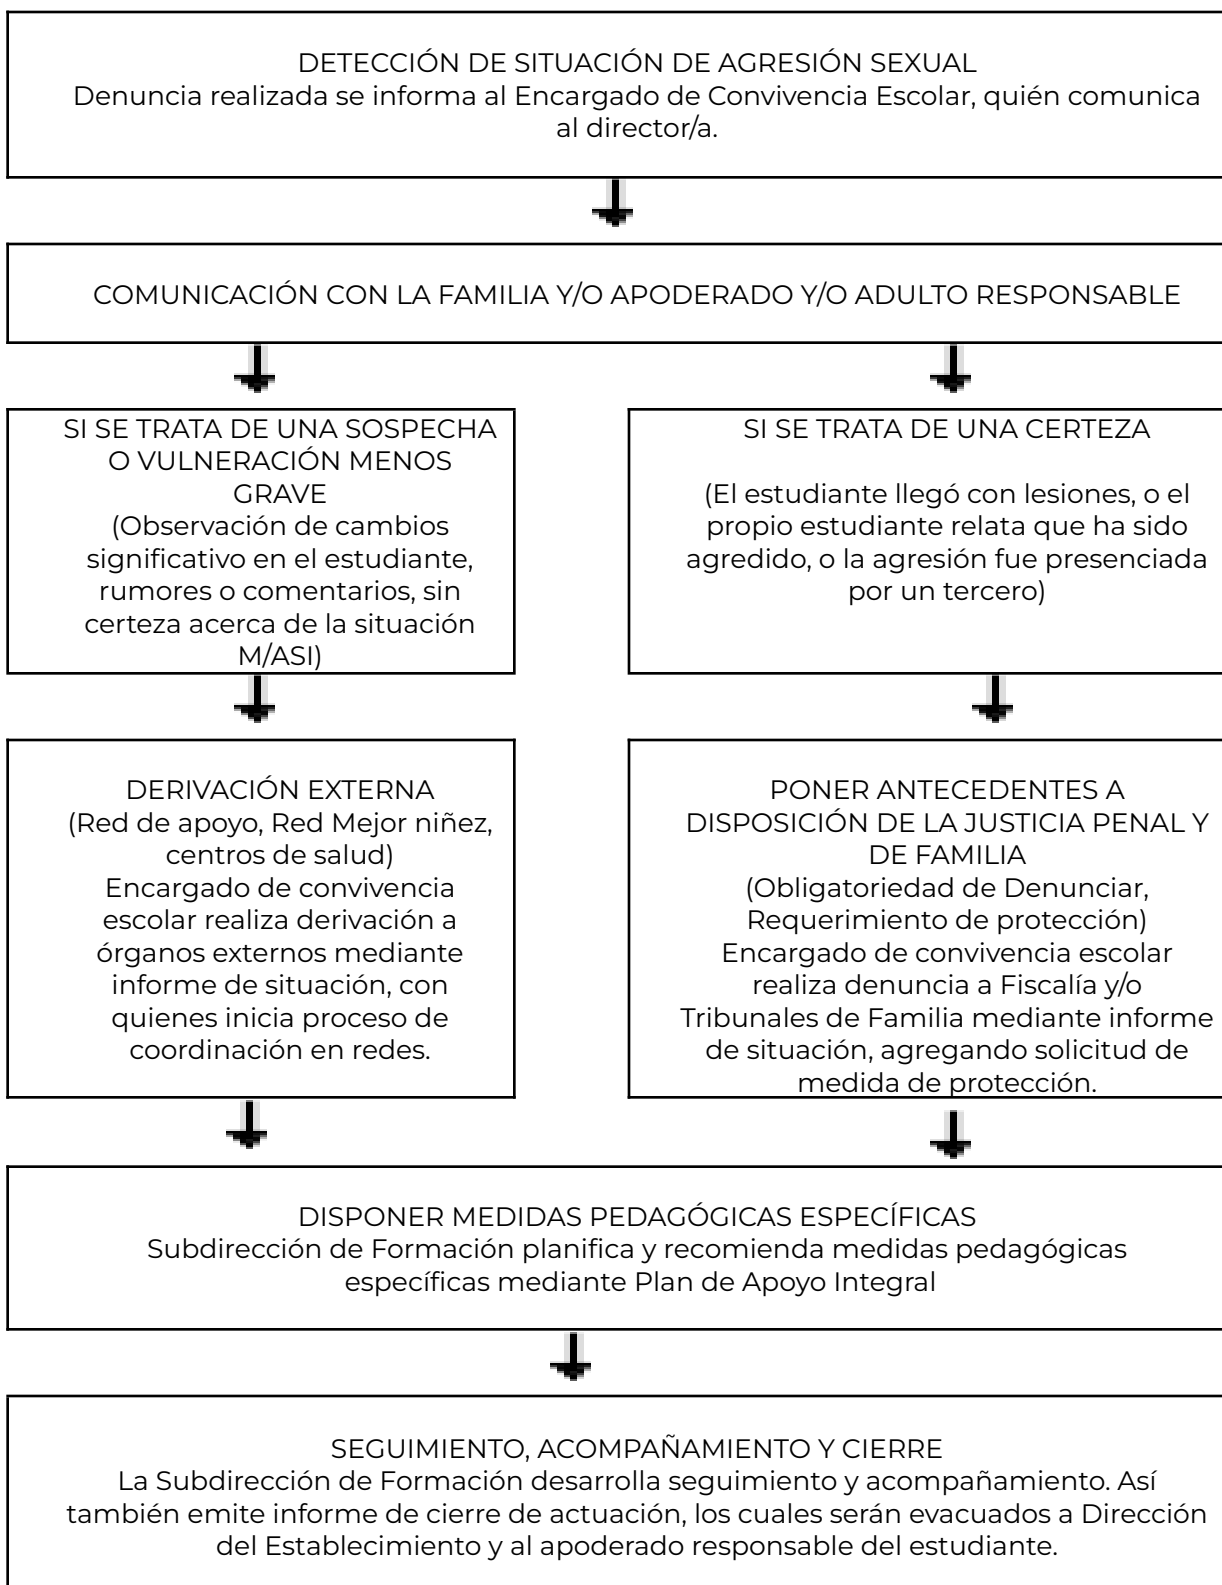 DETECCIÓN DE SITUACIÓN DE AGRESIÓN SEXUAL
Denuncia realizada se informa al Encargado de Convivencia Escolar, quién comunica
al director/a.
COMUNICACIÓN CON LA FAMILIA Y/O APODERADO Y/O ADULTO RESPONSABLE
SI SE TRATA DE UNA SOSPECHA
O VULNERACIÓN MENOS
GRAVE
(Observación de cambios
significativo en el estudiante,
rumores o comentarios, sin
certeza acerca de la situación
M/ASI)
SI SE TRATA DE UNA CERTEZA
(El estudiante llegó con lesiones, o el
propio estudiante relata que ha sido
agredido, o la agresión fue presenciada
por un tercero)
DERIVACIÓN EXTERNA
(Red de apoyo, Red Mejor niñez,
centros de salud)
Encargado de convivencia
escolar realiza derivación a
órganos externos mediante
informe de situación, con
quienes inicia proceso de
coordinación en redes.
PONER ANTECEDENTES A
DISPOSICIÓN DE LA JUSTICIA PENAL Y
DE FAMILIA
(Obligatoriedad de Denunciar,
Requerimiento de protección)
Encargado de convivencia escolar
realiza denuncia a Fiscalía y/o
Tribunales de Familia mediante informe
de situación, agregando solicitud de
medida de protección.
DISPONER MEDIDAS PEDAGÓGICAS ESPECÍFICAS
Subdirección de Formación planifica y recomienda medidas pedagógicas
específicas mediante Plan de Apoyo Integral
SEGUIMIENTO, ACOMPAÑAMIENTO Y CIERRE
La Subdirección de Formación desarrolla seguimiento y acompañamiento. Así
también emite informe de cierre de actuación, los cuales serán evacuados a Dirección
del Establecimiento y al apoderado responsable del estudiante.